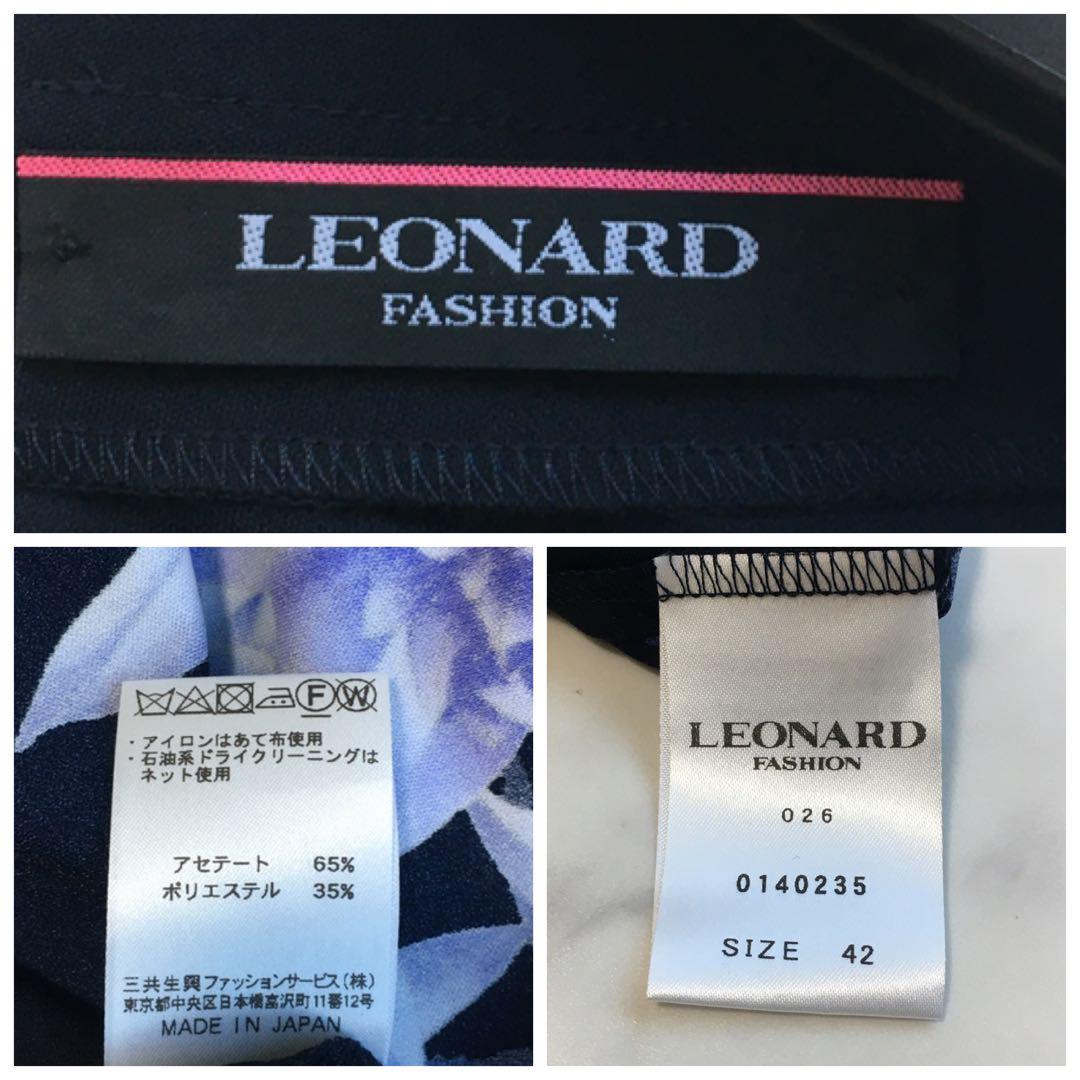 LEONARD
FASHION
F W
・アイロンはあて布使用
・石油系ドライクリーニングは
ネット使用
アセテート 65%
ポリエステル 35%
三共生興ファッションサービス(株)
東京都中央区日本橋富沢町11番12号
MADE IN JAPAN
LEONARD
FASHION
026
0140235
SIZE 42